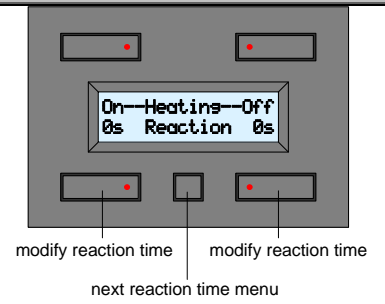 On--Heating--Off
0s Reaction 0s
modify reaction time modify reaction time
next reaction time menu